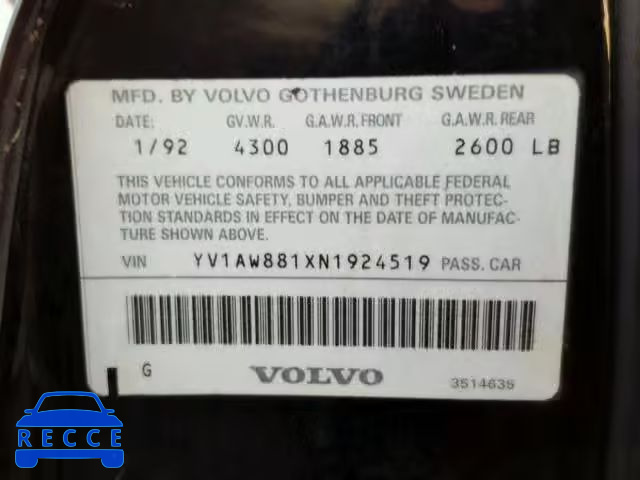 MFD. BY VOLVO GOTHENBURG SWEDEN
DATE: GV.W.R. G.A.W.R. FRONT G.A.W.R. REAR
1/92 4300 1885 2600 LB
THIS VEHICLE CONFORMS TO ALL APPLICABLE FEDERAL
MOTOR VEHICLE SAFETY, BUMPER AND THEFT PROTEC-
TION STANDARDS IN EFFECT ON THE DATE OF MANUFAC-
TURE SHOWN ABOVE.
VIN YV1AW881XN1924519 PASS. CAR
G VOLVO 3514635
RECCE